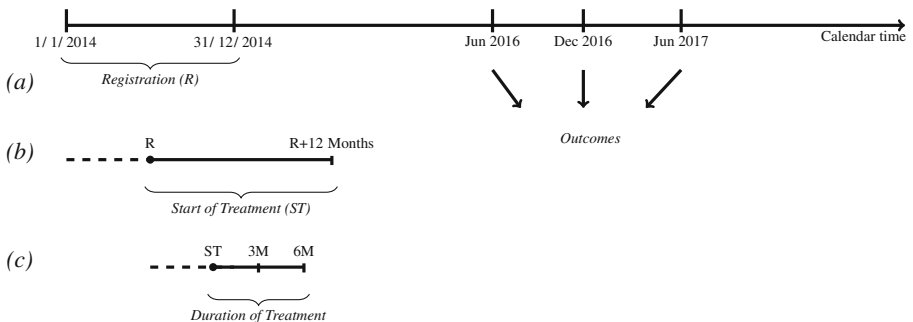 1/ 1/ 2014 31/ 12/ 2014 Jun 2016 Dec 2016 Jun 2017 Calendar time
(a) Registration (R)
Outcomes
(b) R R+12 Months
Start of Treatment (ST)
(c) ST 3M 6M
Duration of Treatment